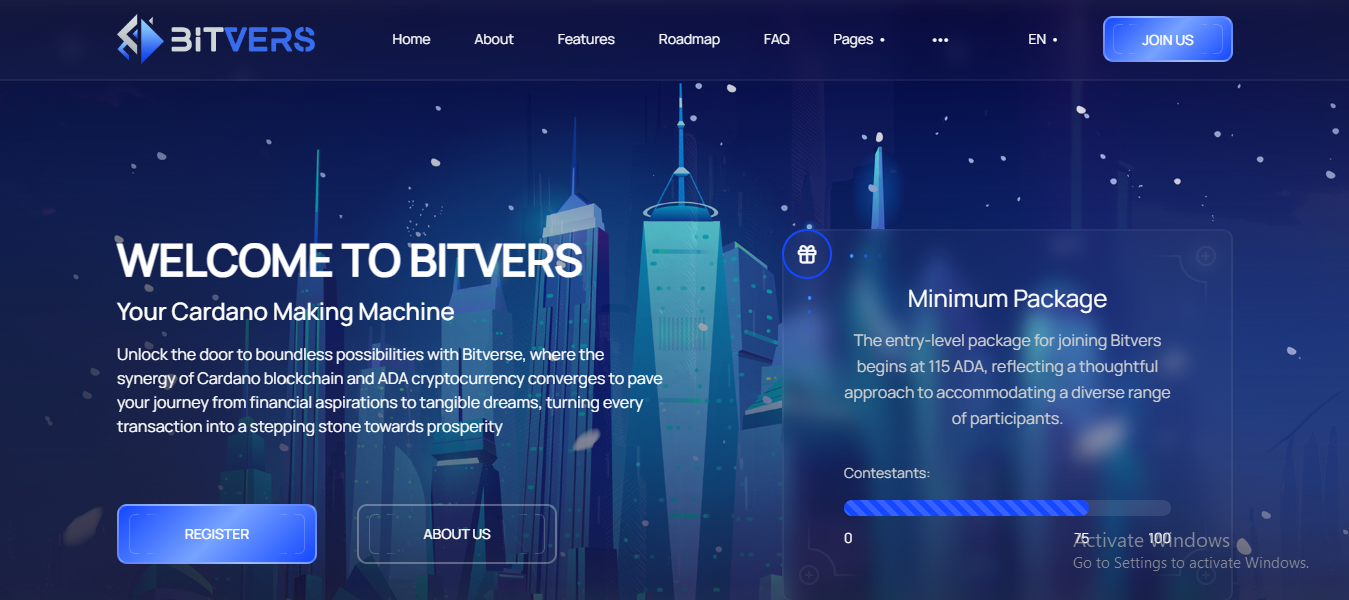 BITVERS
Home About Features Roadmap FAQ Pages • ••• EN • JOIN US
WELCOME TO BITVERS
Your Cardano Making Machine
Unlock the door to boundless possibilities with Bitverse, where the
synergy of Cardano blockchain and ADA cryptocurrency converges to pave
your journey from financial aspirations to tangible dreams, turning every
transaction into a stepping stone towards prosperity
REGISTER ABOUT US
Minimum Package
The entry-level package for joining Bitvers
begins at 115 ADA, reflecting a thoughtful
approach to accommodating a diverse range
of participants.
Contestants:
0 75 100
Activate Windows
Go to Settings to activate Windows.